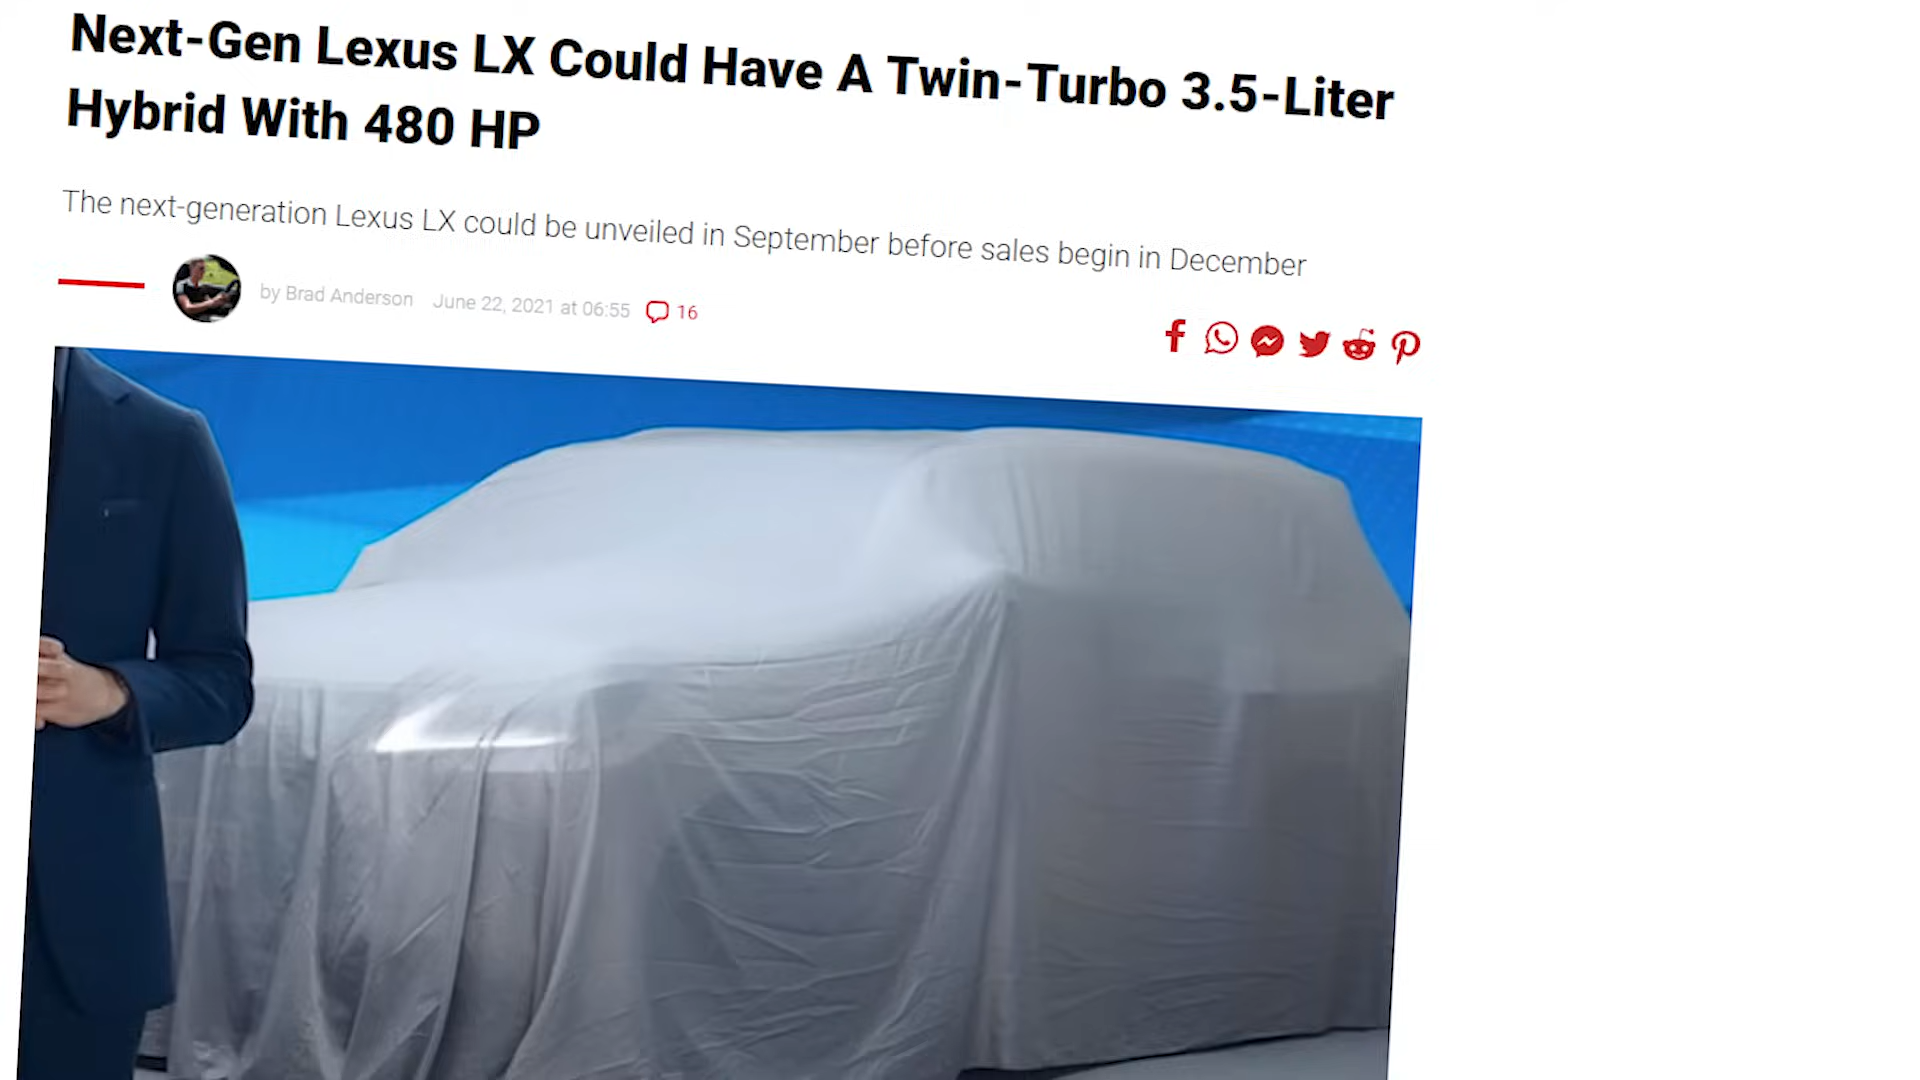 Next-Gen Lexus LX Could Have A Twin-Turbo 3.5-Liter
Hybrid With 480 HP
The next-generation Lexus LX could be unveiled in September before sales begin in December
by Brad Anderson June 22, 2021 at 06:55 16